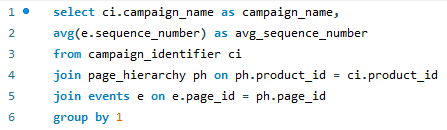 1 select ci.campaign_name as campaign_name,
2 avg(e.sequence_number) as avg_sequence_number
3 from campaign_identifier ci
4 join page_hierarchy ph on ph.product_id = ci.product_id
5 join events e on e.page_id = ph.page_id
6 group by 1